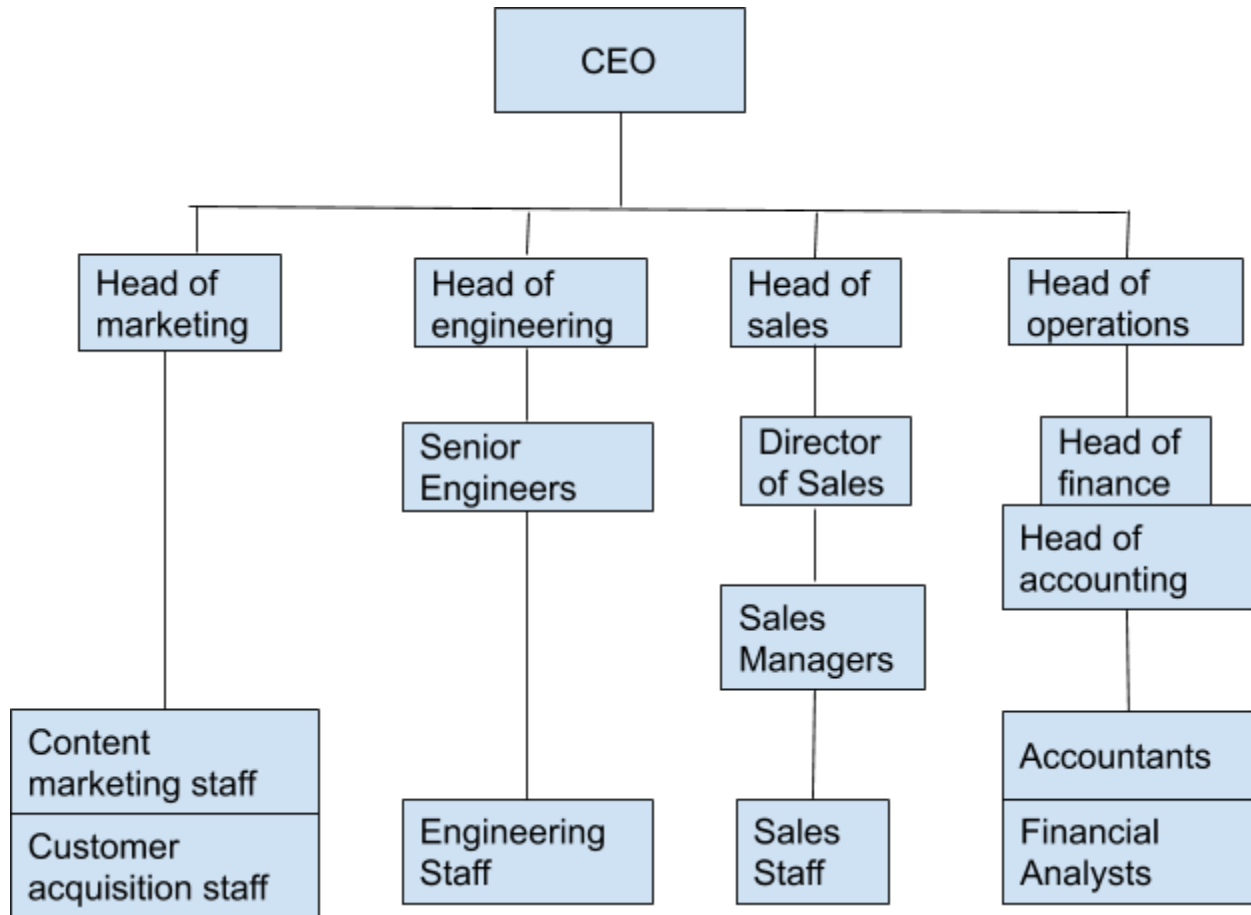 CEO
Head of
marketing
Head of
engineering
Head of
sales
Head of
operations
Senior
Engineers
Director
of Sales
Head of
finance
Head of
accounting
Sales
Managers
Content
marketing staff
Customer
acquisition staff
Engineering
Staff
Sales
Staff
Accountants
Financial
Analysts